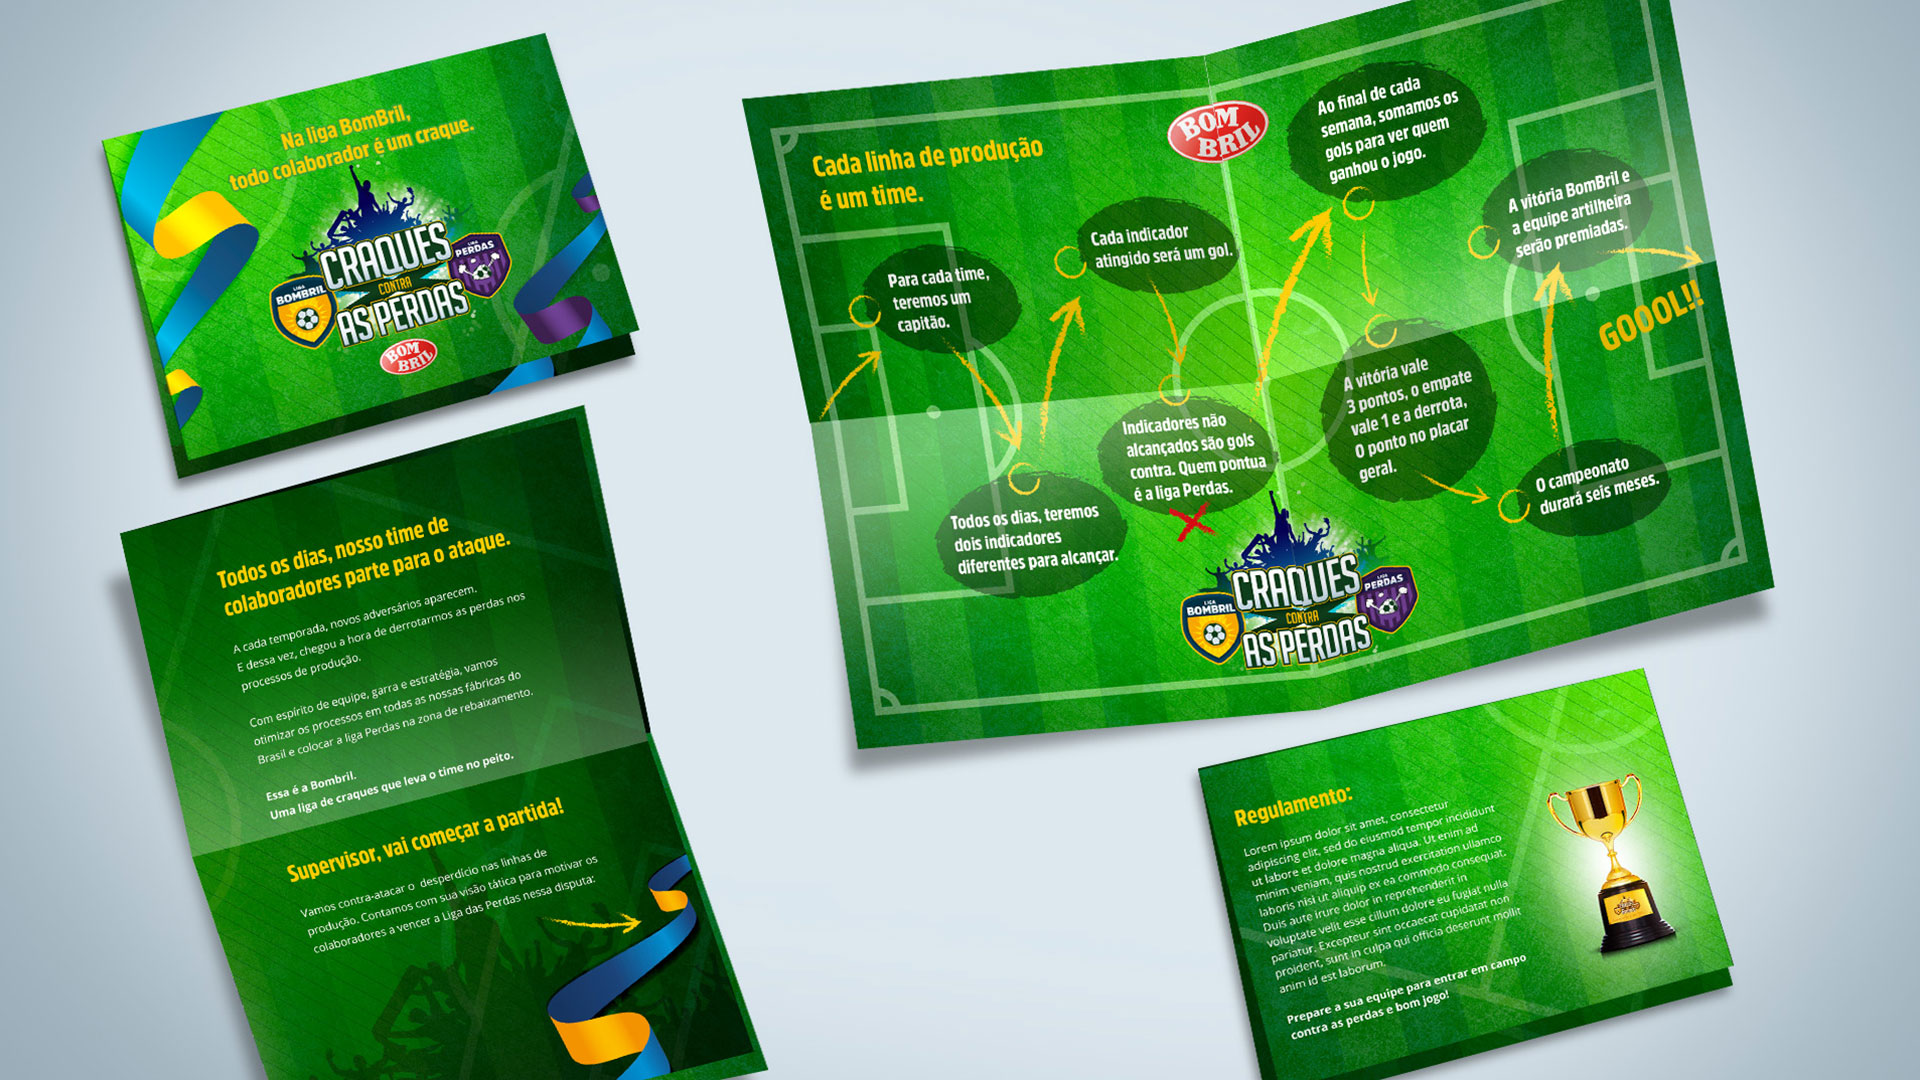 Na liga BomBril,
todo colaborador é um craque.
CRAQUES
CONTRA
AS PERDAS
LIGA
BOMBRIL
LIGA
PERDAS
BOM
BRIL
Todos os dias, nosso time de
colaboradores parte para o ataque.
A cada temporada, novos adversários aparecem.
E dessa vez, chegou a hora de derrotarmos as perdas nos
processos de produção.
Com espírito de equipe, garra e estratégia, vamos
otimizar os processos em todas as nossas fábricas do
Brasil e colocar a liga Perdas na zona de rebaixamento.
Essa é a Bombril.
Uma liga de craques que leva o time no peito.
Supervisor, vai começar a partida!
Vamos contra-atacar o desperdício nas linhas de
produção. Contamos com sua visão tática para motivar os
colaboradores a vencer a Liga das Perdas nessa disputa:
Cada linha de produção
é um time.
BOM
BRIL
Para cada time,
teremos um
capitão.
Todos os dias, teremos
dois indicadores
diferentes para alcançar.
Cada indicador
atingido será um gol.
Indicadores não
alcançados são gols
contra. Quem pontua
é a liga Perdas.
Ao final de cada
semana, somamos os
gols para ver quem
ganhou o jogo.
A vitória vale
3 pontos, o empate
vale 1 e a derrota,
0 ponto no placar
geral.
O campeonato
durará seis meses.
A vitória BomBril e
a equipe artilheira
serão premiadas.
GOOOL!!
CRAQUES
CONTRA
AS PERDAS
LIGA
BOMBRIL
LIGA
PERDAS
Regulamento:
Lorem ipsum dolor sit amet, consectetur
adipiscing elit, sed do eiusmod tempor incididunt
ut labore et dolore magna aliqua. Ut enim ad
minim veniam, quis nostrud exercitation ullamco
laboris nisi ut aliquip ex ea commodo consequat.
Duis aute irure dolor in reprehenderit in
voluptate velit esse cillum dolore eu fugiat nulla
pariatur. Excepteur sint occaecat cupidatat non
proident, sunt in culpa qui officia deserunt mollit
anim id est laborum.
Prepare a sua equipe para entrar em campo
contra as perdas e bom jogo!